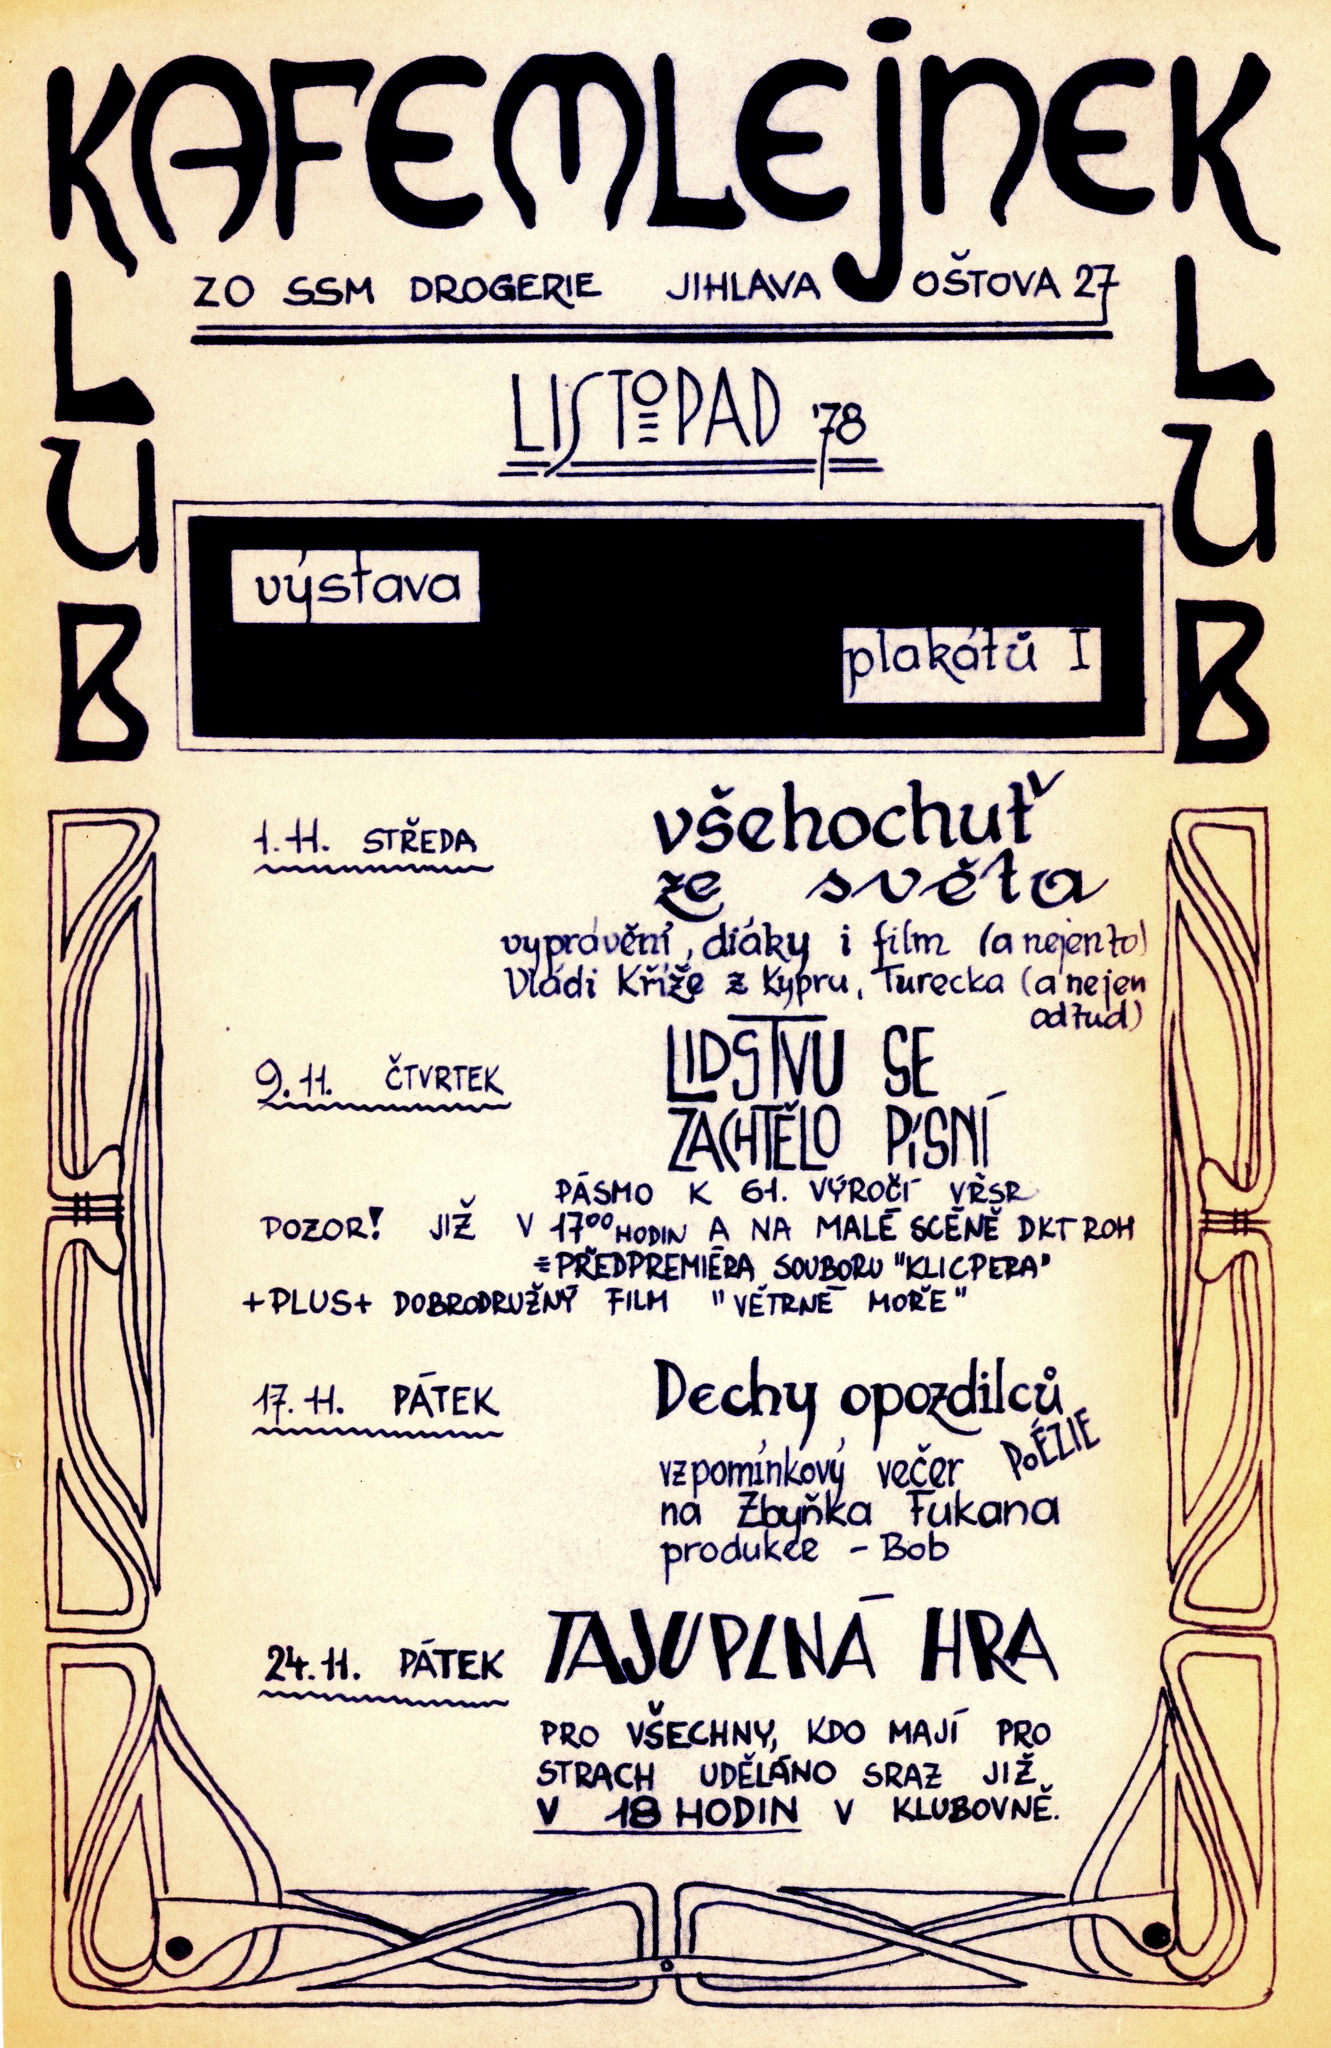 KAFEMLEJNEK
KLUB
KLUB
ZO SSM DROGERIE JIHLAVA OŠTOVA 27
LISTOPAD '78
výstava
plakátů I
1.11. STŘEDA
všehochuť
ze světa
vyprávění, diáky i film (a nejen to)
Vládi Kříže z Kypru, Turecka (a nejen
odtud)
9.11. ČTVRTEK
LIDSTVU SE
ZACHTĚLO PÍSNÍ
PÁSMO K 61. VÝROČÍ VŘSR
POZOR! JIŽ V 17⁰⁰ HODIN A NA MALÉ SCÉNĚ DKT ROH
=PŘEDPREMIÉRA SOUBORU "KLICPERA"
+PLUS+ DOBRODRUŽNÝ FILM "VĚTRNÉ MOŘE"
17.11. PÁTEK
Dechy opozdilců
POÉZIE
vzpomínkový večer
na Zbyňka Fukana
produkce - Bob
24.11. PÁTEK
TAJUPLNÁ HRA
PRO VŠECHNY, KDO MAJÍ PRO
STRACH UDĚLÁNO SRAZ JIŽ
V 18 HODIN V KLUBOVNĚ.